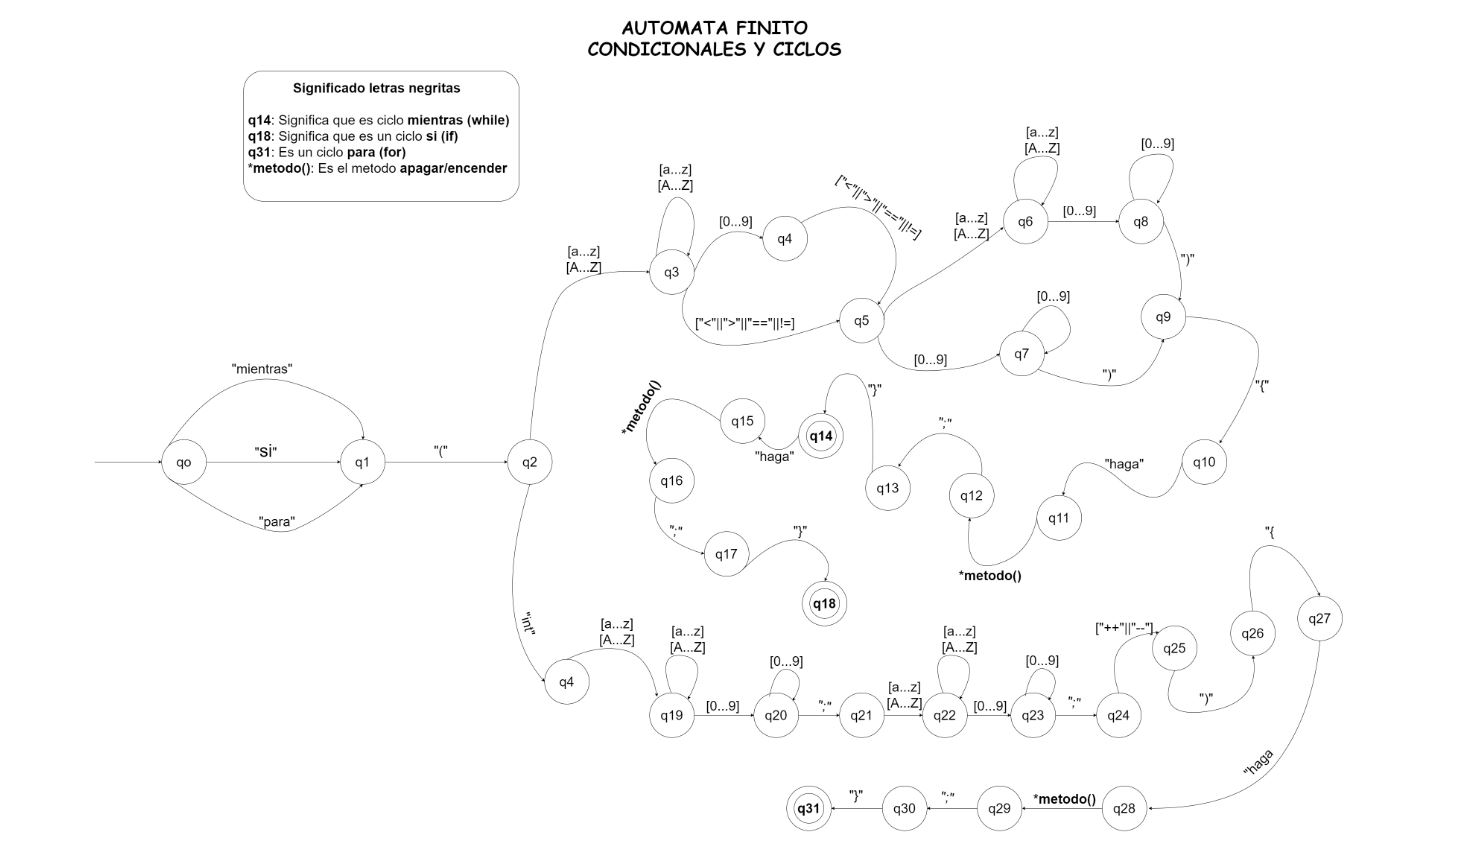 AUTOMATA FINITO
CONDICIONALES Y CICLOS
Significado letras negritas
q14: Significa que es ciclo mientras (while)
q18: Significa que es un ciclo si (if)
q31: Es un ciclo para (for)
*metodo(): Es el metodo apagar/encender
[a...z]
[A...Z]
[0...9]
["<"||">"||"=="||!=]
[a...z]
[A...Z]
q6
[0...9]
[0...9]
q8
[a...z]
[A...Z]
q4
[a...z]
[A...Z]
q3
")"
["<"||">"||"=="||!=]
q5
[0...9]
q7
[0...9]
")"
q9
"{"
"mientras"
qo
"si"
q1
"("
q2
"para"
*metodo()
q15
"haga"
q14
"}"
";"
q16
q13
q12
"haga"
q10
q11
*metodo()
";"
q17
"}"
q18
"{
"int"
q4
[a...z]
[A...Z]
[a...z]
[A...Z]
q19
[0...9]
[0...9]
q20
";"
q21
[a...z]
[A...Z]
[a...z]
[A...Z]
q22
[0...9]
[0...9]
q23
";"
q24
["++"||"--"]
q25
")"
q26
q27
"haga
q31
"}"
q30
";"
q29
*metodo()
q28